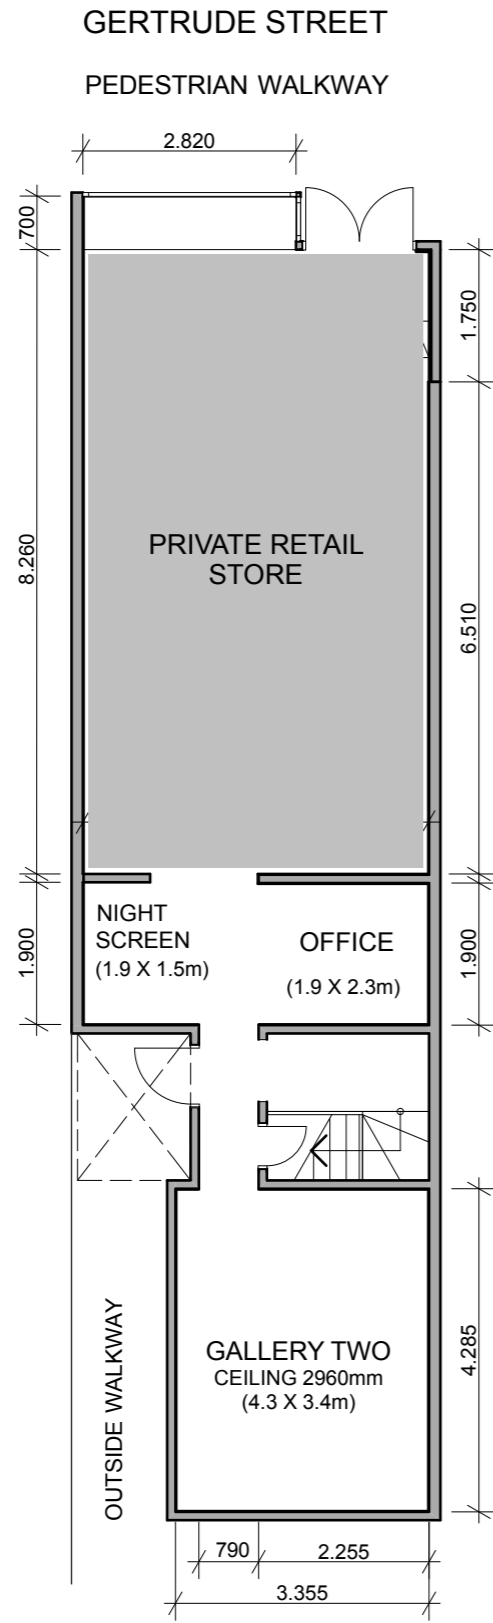 GERTRUDE STREET
PEDESTRIAN WALKWAY
2.820
700
1.750
8.260
PRIVATE RETAIL
STORE
6.510
NIGHT
SCREEN
(1.9 X 1.5m)
OFFICE
(1.9 X 2.3m)
1.900
1.900
GALLERY TWO
CEILING 2960mm
(4.3 X 3.4m)
OUTSIDE WALKWAY
4.285
790
2.255
3.355